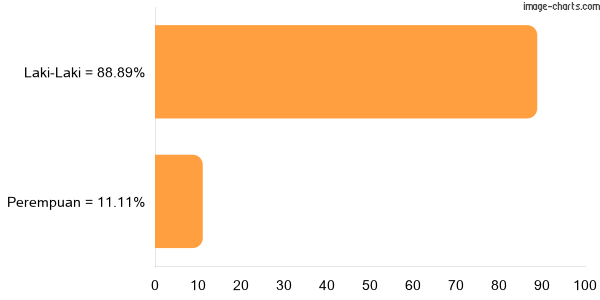 image-charts.com
Laki-Laki = 88.89%
Perempuan = 11.11%
0 10 20 30 40 50 60 70 80 90 100